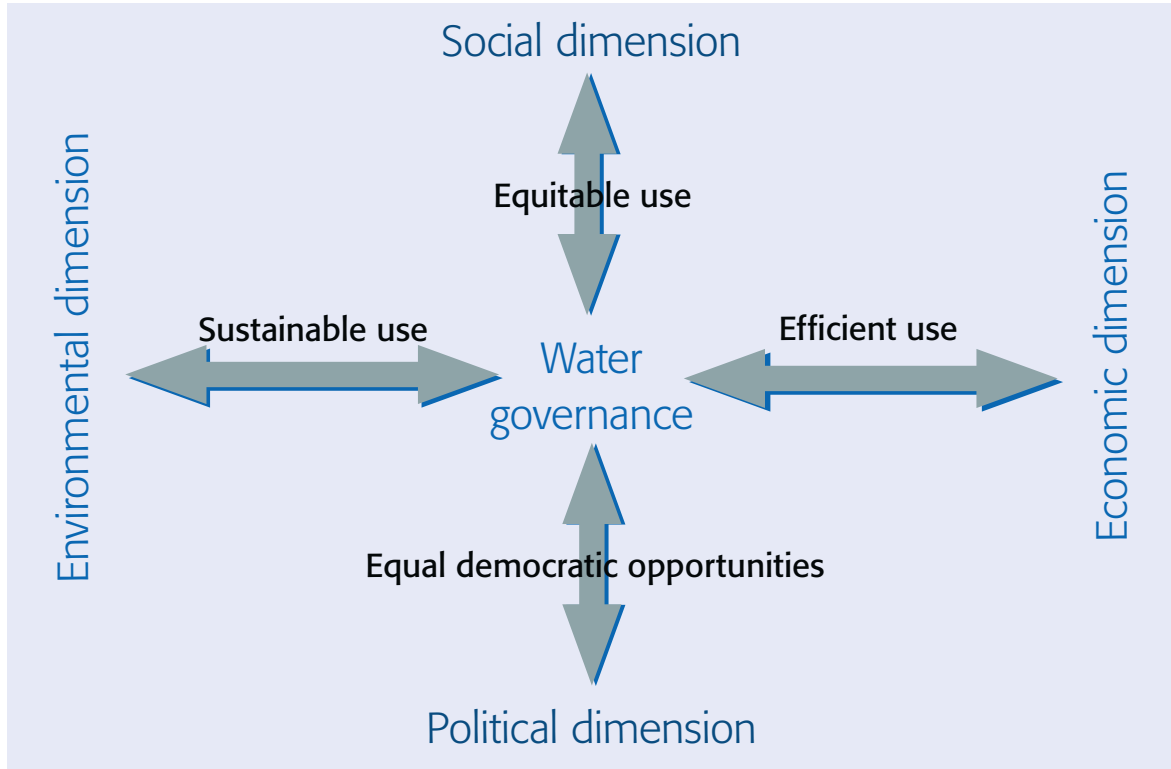 Social dimension
Equitable use
Environmental dimension
Sustainable use
Water
governance
Efficient use
Economic dimension
Equal democratic opportunities
Political dimension